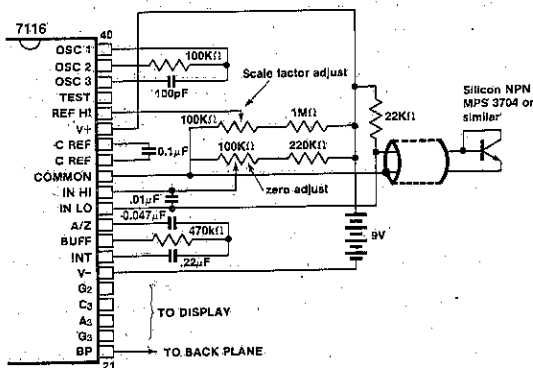 7116
40
OSC 1
OSC 2
OSC 3
TEST
REF HI
V+
C REF
C REF
COMMON
IN HI
IN LO
A/Z
BUFF
INT
V-
G2
C3
A3
G3
BP
21
100KΩ
100pF
Scale factor adjust
100KΩ
1MΩ
0.1µF
100KΩ
220KΩ
zero adjust
.01µF
-0.047µF
470kΩ
.22µF
22KΩ
9V
Silicon NPN
MPS 3704 or
similar
TO DISPLAY
TO BACK PLANE